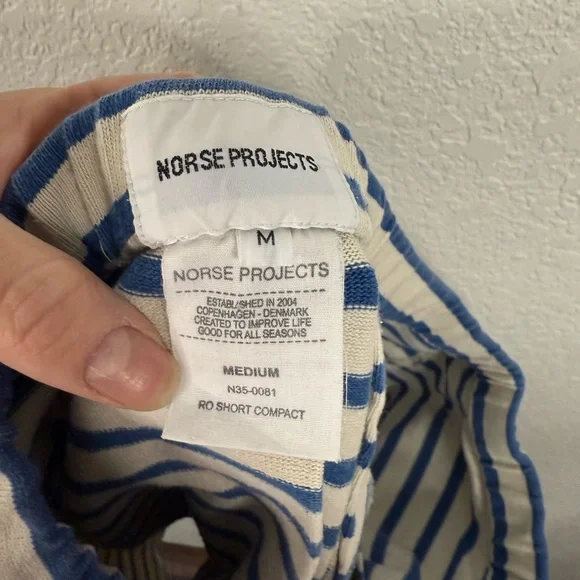 NORSE PROJECTS
M
NORSE PROJECTS
ESTABLISHED IN 2004
COPENHAGEN - DENMARK
CREATED TO IMPROVE LIFE
GOOD FOR ALL SEASONS
MEDIUM
N35-0081
RO SHORT COMPACT